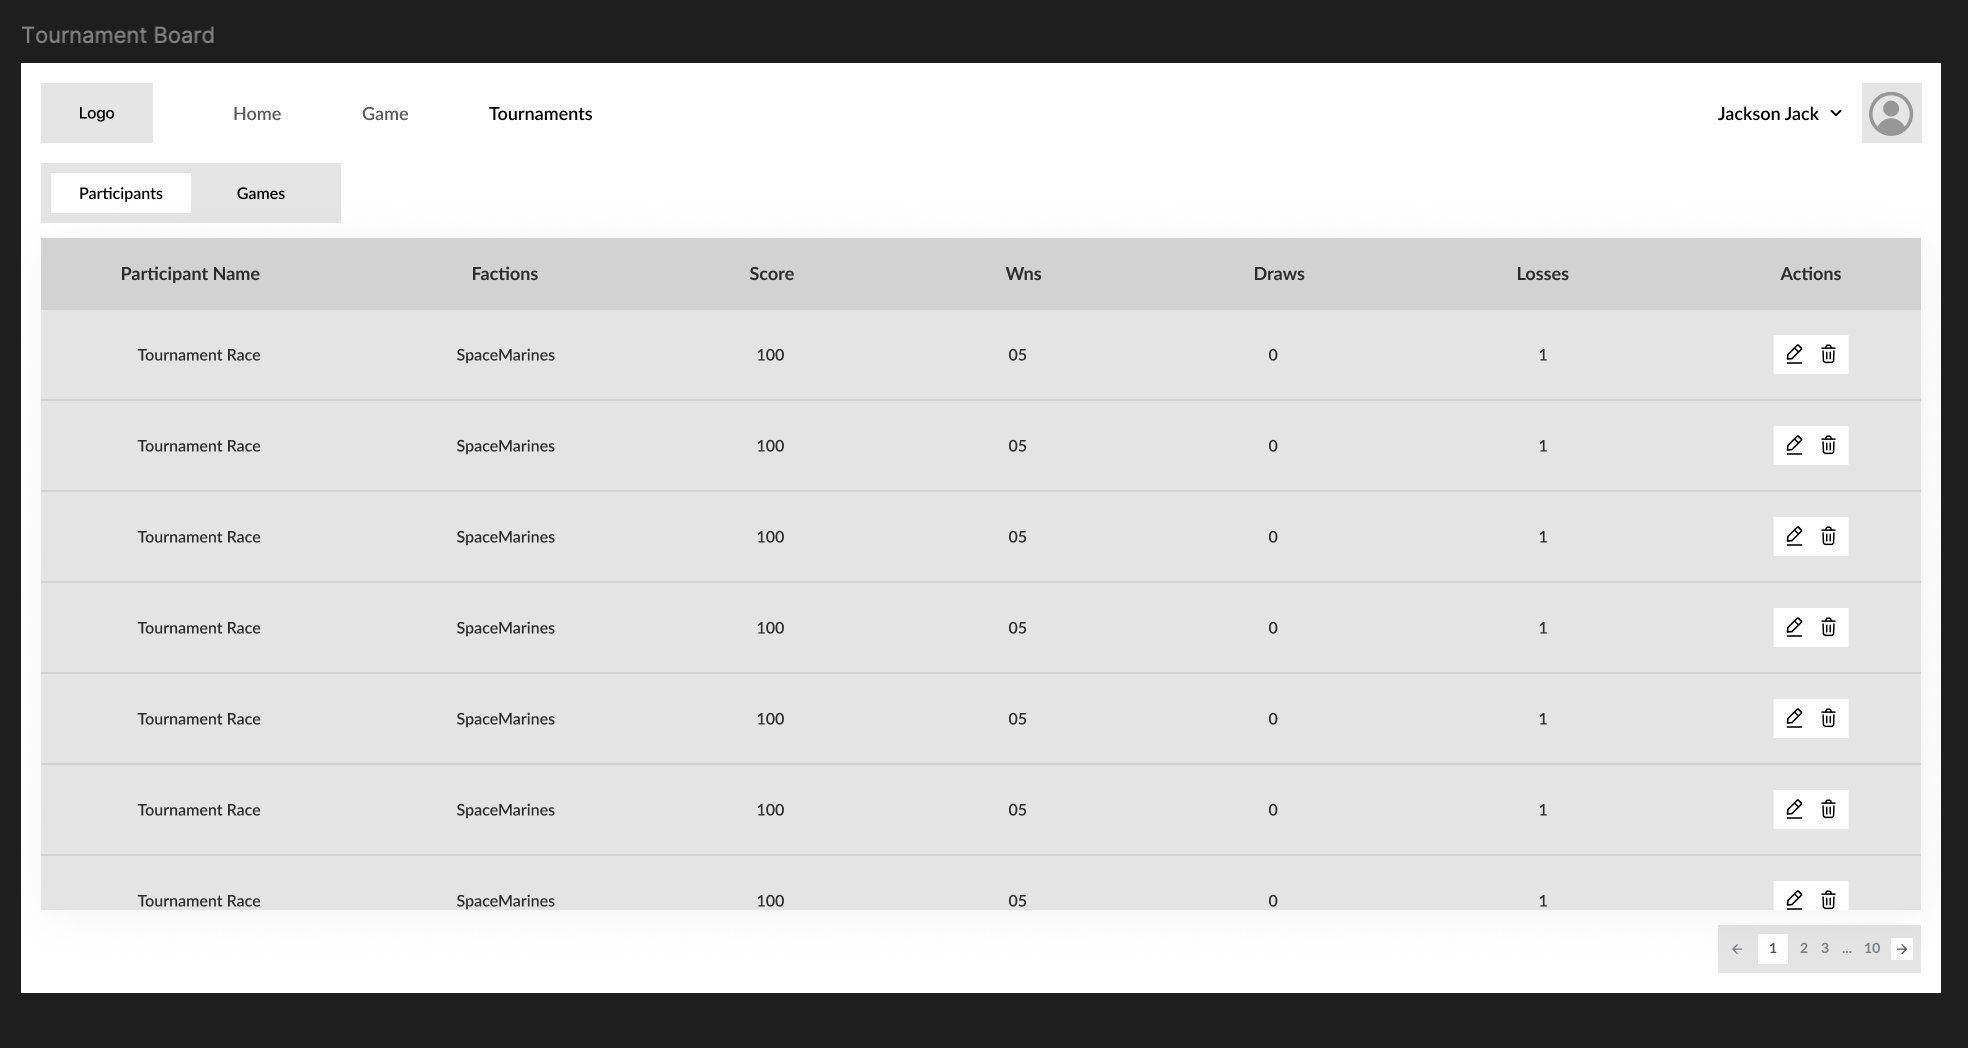 Tournament Board
Logo Home Game Tournaments Jackson Jack
Participants Games
Participant Name Factions Score Wns Draws Losses Actions
Tournament Race SpaceMarines 100 05 0 1
Tournament Race SpaceMarines 100 05 0 1
Tournament Race SpaceMarines 100 05 0 1
Tournament Race SpaceMarines 100 05 0 1
Tournament Race SpaceMarines 100 05 0 1
Tournament Race SpaceMarines 100 05 0 1
Tournament Race SpaceMarines 100 05 0 1
← 1 2 3 ... 10 →